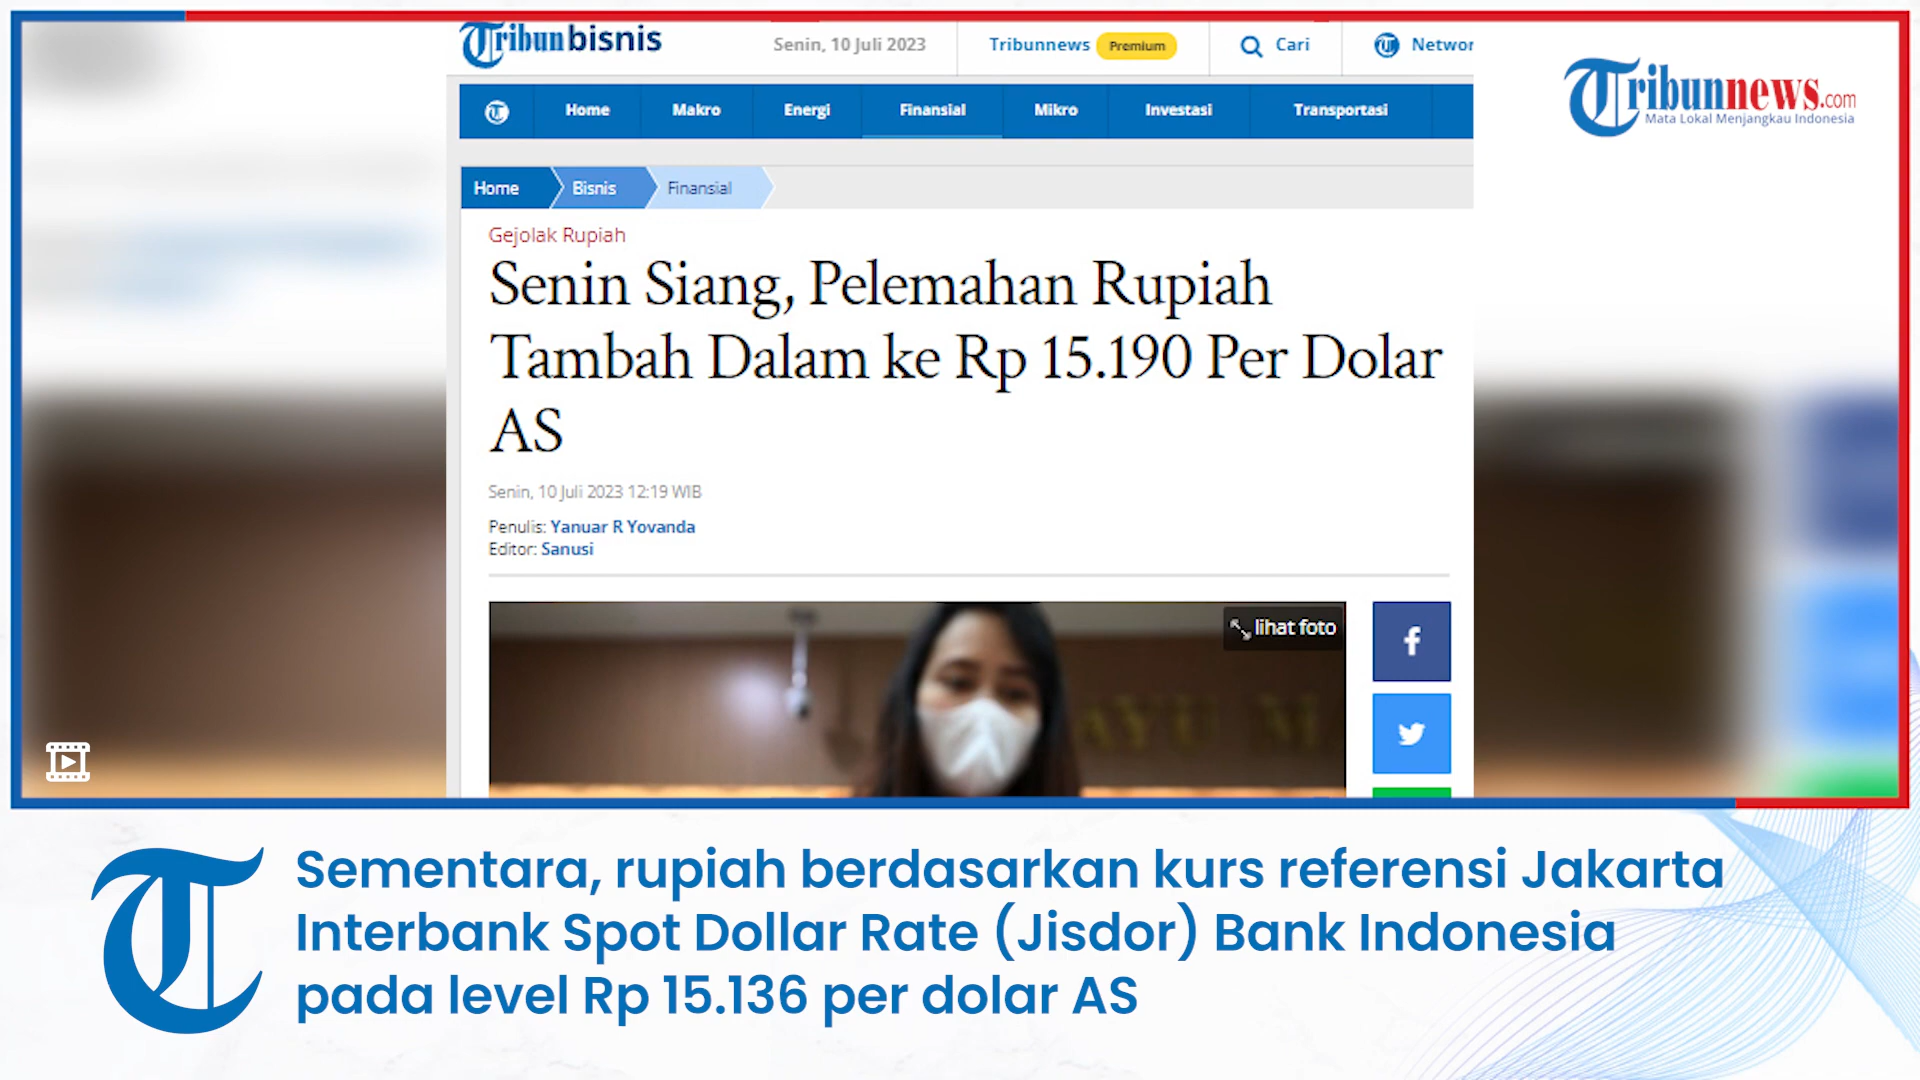 Tribunbisnis
Senin, 10 Juli 2023
Tribunnews Premium
Cari
Networ
Tribunnews.com
Mata Lokal Menjangkau Indonesia
Home Makro Energi Finansial Mikro Investasi Transportasi
Home Bisnis Finansial
Gejolak Rupiah
Senin Siang, Pelemahan Rupiah
Tambah Dalam ke Rp 15.190 Per Dolar
AS
Senin, 10 Juli 2023 12:19 WIB
Penulis: Yanuar R Yovanda
Editor: Sanusi
lihat foto
AYU M
Sementara, rupiah berdasarkan kurs referensi Jakarta
Interbank Spot Dollar Rate (Jisdor) Bank Indonesia
pada level Rp 15.136 per dolar AS